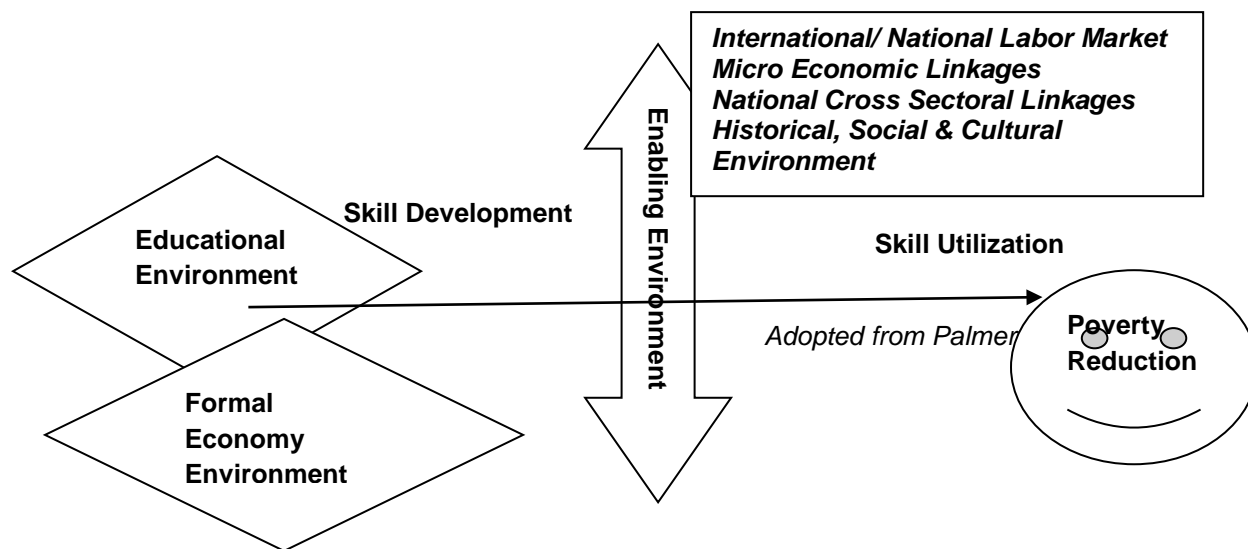 International/ National Labor Market
Micro Economic Linkages
National Cross Sectoral Linkages
Historical, Social & Cultural
Environment
Enabling Environment
Skill Development
Educational
Environment
Skill Utilization
Adopted from Palmer
Poverty
Reduction
Formal
Economy
Environment